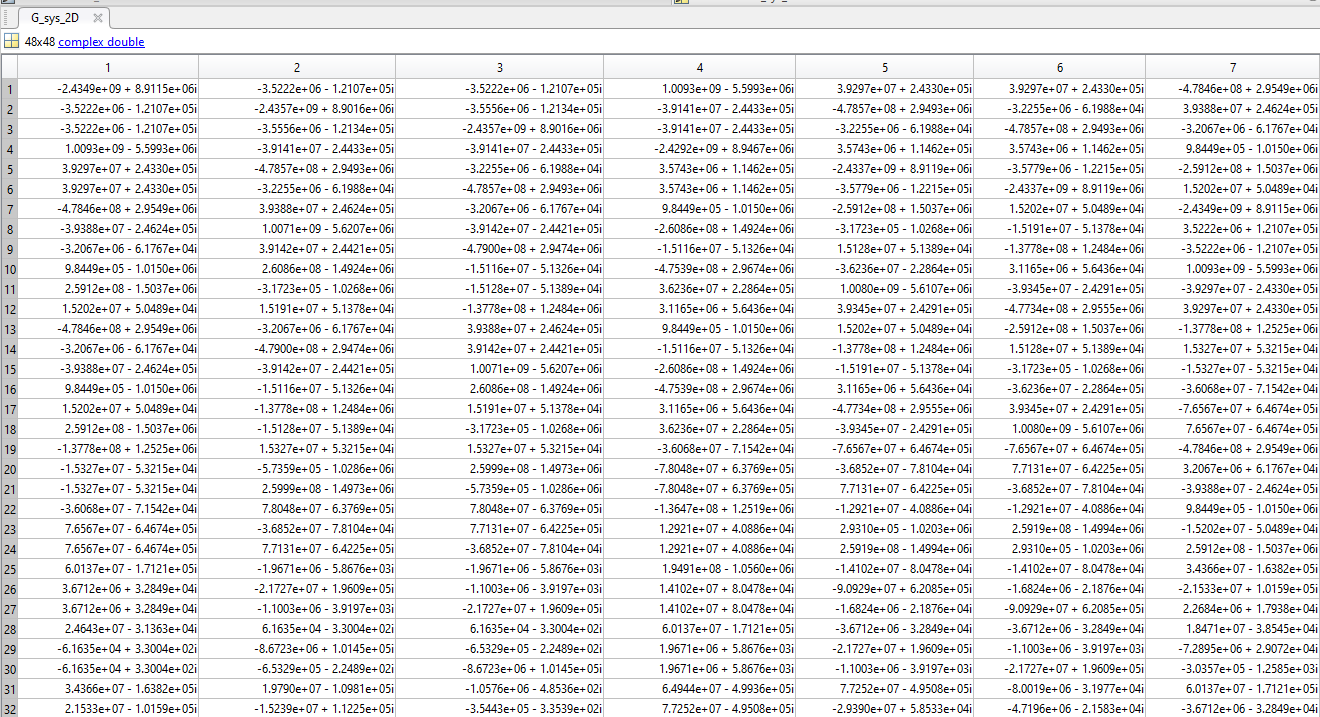 G_sys_2D
48x48 complex double
1 2 3 4 5 6 7
1 -2.4349e+09 + 8.9115e+06i -3.5222e+06 - 1.2107e+05i -3.5222e+06 - 1.2107e+05i 1.0093e+09 - 5.5993e+06i 3.9297e+07 + 2.4330e+05i 3.9297e+07 + 2.4330e+05i -4.7846e+08 + 2.9549e+06i
2 -3.5222e+06 - 1.2107e+05i -2.4357e+09 + 8.9016e+06i -3.5556e+06 - 1.2134e+05i -3.9141e+07 - 2.4433e+05i -4.7857e+08 + 2.9493e+06i -3.2255e+06 - 6.1988e+04i 3.9388e+07 + 2.4624e+05i
3 -3.5222e+06 - 1.2107e+05i -3.5556e+06 - 1.2134e+05i -2.4357e+09 + 8.9016e+06i -3.9141e+07 - 2.4433e+05i -3.2255e+06 - 6.1988e+04i -4.7857e+08 + 2.9493e+06i -3.2067e+06 - 6.1767e+04i
4 1.0093e+09 - 5.5993e+06i -3.9141e+07 - 2.4433e+05i -3.9141e+07 - 2.4433e+05i -2.4292e+09 + 8.9467e+06i 3.5743e+06 + 1.1462e+05i 3.5743e+06 + 1.1462e+05i 9.8449e+05 - 1.0150e+06i
5 3.9297e+07 + 2.4330e+05i -4.7857e+08 + 2.9493e+06i -3.2255e+06 - 6.1988e+04i 3.5743e+06 + 1.1462e+05i -2.4337e+09 + 8.9119e+06i -3.5779e+06 - 1.2215e+05i -2.5912e+08 + 1.5037e+06i
6 3.9297e+07 + 2.4330e+05i -3.2255e+06 - 6.1988e+04i -4.7857e+08 + 2.9493e+06i 3.5743e+06 + 1.1462e+05i -3.5779e+06 - 1.2215e+05i -2.4337e+09 + 8.9119e+06i 1.5202e+07 + 5.0489e+04i
7 -4.7846e+08 + 2.9549e+06i 3.9388e+07 + 2.4624e+05i -3.2067e+06 - 6.1767e+04i 9.8449e+05 - 1.0150e+06i -2.5912e+08 + 1.5037e+06i 1.5202e+07 + 5.0489e+04i -2.4349e+09 + 8.9115e+06i
8 -3.9388e+07 - 2.4624e+05i 1.0071e+09 - 5.6207e+06i -3.9142e+07 - 2.4421e+05i -2.6086e+08 + 1.4924e+06i -3.1723e+05 - 1.0268e+06i -1.5191e+07 - 5.1378e+04i 3.5222e+06 + 1.2107e+05i
9 -3.2067e+06 - 6.1767e+04i 3.9142e+07 + 2.4421e+05i -4.7900e+08 + 2.9474e+06i -1.5116e+07 - 5.1326e+04i 1.5128e+07 + 5.1389e+04i -1.3778e+08 + 1.2484e+06i -3.5222e+06 - 1.2107e+05i
10 9.8449e+05 - 1.0150e+06i 2.6086e+08 - 1.4924e+06i -1.5116e+07 - 5.1326e+04i -4.7539e+08 + 2.9674e+06i -3.6236e+07 - 2.2864e+05i 3.1165e+06 + 5.6436e+04i 1.0093e+09 - 5.5993e+06i
11 2.5912e+08 - 1.5037e+06i -3.1723e+05 - 1.0268e+06i -1.5128e+07 - 5.1389e+04i 3.6236e+07 + 2.2864e+05i 1.0080e+09 - 5.6107e+06i -3.9345e+07 - 2.4291e+05i -3.9297e+07 - 2.4330e+05i
12 1.5202e+07 + 5.0489e+04i 1.5191e+07 + 5.1378e+04i -1.3778e+08 + 1.2484e+06i 3.1165e+06 + 5.6436e+04i 3.9345e+07 + 2.4291e+05i -4.7734e+08 + 2.9555e+06i 3.9297e+07 + 2.4330e+05i
13 -4.7846e+08 + 2.9549e+06i -3.2067e+06 - 6.1767e+04i 3.9388e+07 + 2.4624e+05i 9.8449e+05 - 1.0150e+06i 1.5202e+07 + 5.0489e+04i -2.5912e+08 + 1.5037e+06i -1.3778e+08 + 1.2525e+06i
14 -3.2067e+06 - 6.1767e+04i -4.7900e+08 + 2.9474e+06i 3.9142e+07 + 2.4421e+05i -1.5116e+07 - 5.1326e+04i -1.3778e+08 + 1.2484e+06i 1.5128e+07 + 5.1389e+04i 1.5327e+07 + 5.3215e+04i
15 -3.9388e+07 - 2.4624e+05i -3.9142e+07 - 2.4421e+05i 1.0071e+09 - 5.6207e+06i -2.6086e+08 + 1.4924e+06i -1.5191e+07 - 5.1378e+04i -3.1723e+05 - 1.0268e+06i -1.5327e+07 - 5.3215e+04i
16 9.8449e+05 - 1.0150e+06i -1.5116e+07 - 5.1326e+04i 2.6086e+08 - 1.4924e+06i -4.7539e+08 + 2.9674e+06i 3.1165e+06 + 5.6436e+04i -3.6236e+07 - 2.2864e+05i -3.6068e+07 - 7.1542e+04i
17 1.5202e+07 + 5.0489e+04i -1.3778e+08 + 1.2484e+06i 1.5191e+07 + 5.1378e+04i 3.1165e+06 + 5.6436e+04i -4.7734e+08 + 2.9555e+06i 3.9345e+07 + 2.4291e+05i -7.6567e+07 + 6.4674e+05i
18 2.5912e+08 - 1.5037e+06i -1.5128e+07 - 5.1389e+04i -3.1723e+05 - 1.0268e+06i 3.6236e+07 + 2.2864e+05i -3.9345e+07 - 2.4291e+05i 1.0080e+09 - 5.6107e+06i 7.6567e+07 - 6.4674e+05i
19 -1.3778e+08 + 1.2525e+06i 1.5327e+07 + 5.3215e+04i 1.5327e+07 + 5.3215e+04i -3.6068e+07 - 7.1542e+04i -7.6567e+07 + 6.4674e+05i -7.6567e+07 + 6.4674e+05i -4.7846e+08 + 2.9549e+06i
20 -1.5327e+07 - 5.3215e+04i -5.7359e+05 - 1.0286e+06i 2.5999e+08 - 1.4973e+06i -7.8048e+07 + 6.3769e+05i -3.6852e+07 - 7.8104e+04i 7.7131e+07 - 6.4225e+05i 3.2067e+06 + 6.1767e+04i
21 -1.5327e+07 - 5.3215e+04i 2.5999e+08 - 1.4973e+06i -5.7359e+05 - 1.0286e+06i -7.8048e+07 + 6.3769e+05i 7.7131e+07 - 6.4225e+05i -3.6852e+07 - 7.8104e+04i -3.9388e+07 - 2.4624e+05i
22 -3.6068e+07 - 7.1542e+04i 7.8048e+07 - 6.3769e+05i 7.8048e+07 - 6.3769e+05i -1.3647e+08 + 1.2519e+06i -1.2921e+07 - 4.0886e+04i -1.2921e+07 - 4.0886e+04i 9.8449e+05 - 1.0150e+06i
23 7.6567e+07 - 6.4674e+05i -3.6852e+07 - 7.8104e+04i 7.7131e+07 - 6.4225e+05i 1.2921e+07 + 4.0886e+04i 2.9310e+05 - 1.0203e+06i 2.5919e+08 - 1.4994e+06i -1.5202e+07 - 5.0489e+04i
24 7.6567e+07 - 6.4674e+05i 7.7131e+07 - 6.4225e+05i -3.6852e+07 - 7.8104e+04i 1.2921e+07 + 4.0886e+04i 2.5919e+08 - 1.4994e+06i 2.9310e+05 - 1.0203e+06i 2.5912e+08 - 1.5037e+06i
25 6.0137e+07 - 1.7121e+05i -1.9671e+06 - 5.8676e+03i -1.9671e+06 - 5.8676e+03i 1.9491e+08 - 1.0560e+06i -1.4102e+07 - 8.0478e+04i -1.4102e+07 - 8.0478e+04i 3.4366e+07 - 1.6382e+05i
26 3.6712e+06 + 3.2849e+04i -2.1727e+07 + 1.9609e+05i -1.1003e+06 - 3.9197e+03i 1.4102e+07 + 8.0478e+04i -9.0929e+07 + 6.2085e+05i -1.6824e+06 - 2.1876e+04i -2.1533e+07 + 1.0159e+05i
27 3.6712e+06 + 3.2849e+04i -1.1003e+06 - 3.9197e+03i -2.1727e+07 + 1.9609e+05i 1.4102e+07 + 8.0478e+04i -1.6824e+06 - 2.1876e+04i -9.0929e+07 + 6.2085e+05i 2.2684e+06 + 1.7938e+04i
28 2.4643e+07 - 3.1363e+04i 6.1635e+04 - 3.3004e+02i 6.1635e+04 - 3.3004e+02i 6.0137e+07 - 1.7121e+05i -3.6712e+06 - 3.2849e+04i -3.6712e+06 - 3.2849e+04i 1.8471e+07 - 3.8545e+04i
29 -6.1635e+04 + 3.3004e+02i -8.6723e+06 + 1.0145e+05i -6.5329e+05 - 2.2489e+02i 1.9671e+06 + 5.8676e+03i -2.1727e+07 + 1.9609e+05i -1.1003e+06 - 3.9197e+03i -7.2895e+06 + 2.9072e+04i
30 -6.1635e+04 + 3.3004e+02i -6.5329e+05 - 2.2489e+02i -8.6723e+06 + 1.0145e+05i 1.9671e+06 + 5.8676e+03i -1.1003e+06 - 3.9197e+03i -2.1727e+07 + 1.9609e+05i -3.0357e+05 - 1.2585e+03i
31 3.4366e+07 - 1.6382e+05i 1.9790e+07 - 1.0981e+05i -1.0576e+06 - 4.8536e+02i 6.4944e+07 - 4.9936e+05i 7.7252e+07 - 4.9508e+05i -8.0019e+06 - 3.1977e+04i 6.0137e+07 - 1.7121e+05i
32 2.1533e+07 - 1.0159e+05i -1.5239e+07 + 1.1225e+05i -3.5443e+05 - 3.3539e+02i 7.7252e+07 - 4.9508e+05i -2.9390e+07 + 5.8533e+04i -4.7196e+06 - 2.1583e+04i -3.6712e+06 - 3.2849e+04i